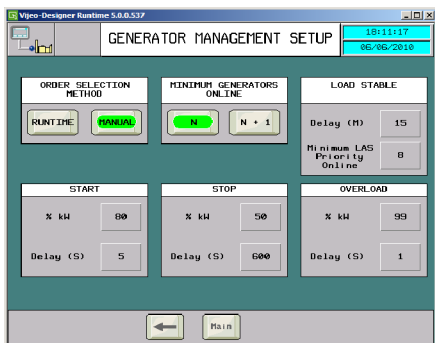 Vijeo-Designer Runtime 5.0.0.537
GENERATOR MANAGEMENT SETUP
18:11:17
06/06/2010
ORDER SELECTION
METHOD
RUNTIME
MANUAL
MINIMUM GENERATORS
ONLINE
N
N + 1
LOAD STABLE
Delay (M) 15
Minimum LAS
Priority
Online
8
START
% kW 80
Delay (S) 5
STOP
% kW 50
Delay (S) 600
OVERLOAD
% kW 99
Delay (S) 1
Main